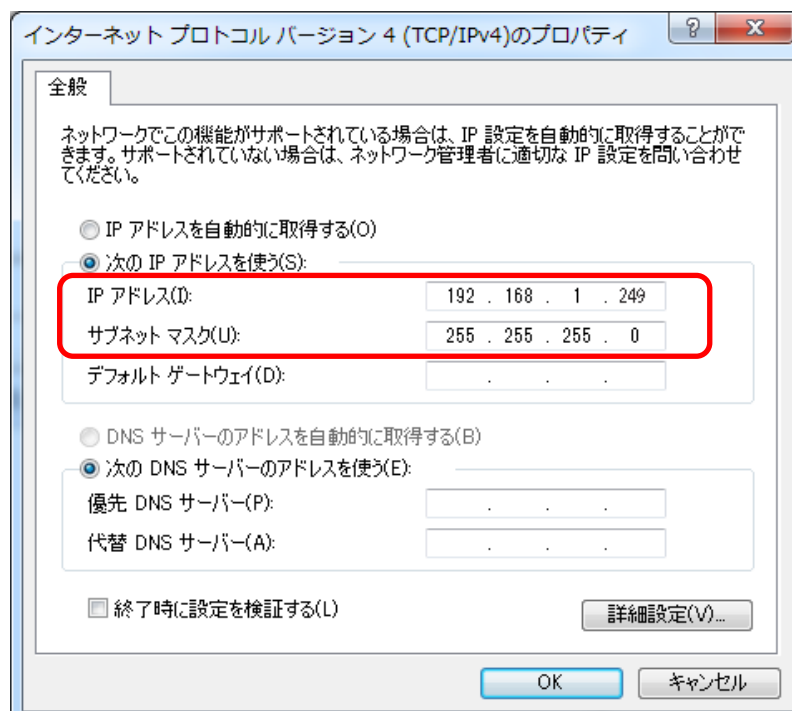 インターネット プロトコル バージョン 4 (TCP/IPv4)のプロパティ
全般
ネットワークでこの機能がサポートされている場合は、IP 設定を自動的に取得することがで
きます。サポートされていない場合は、ネットワーク管理者に適切な IP 設定を問い合わせ
てください。
IP アドレスを自動的に取得する(O)
次の IP アドレスを使う(S):
IP アドレス(I): 192 . 168 . 1 . 249
サブネット マスク(U): 255 . 255 . 255 . 0
デフォルト ゲートウェイ(D): . . .
DNS サーバーのアドレスを自動的に取得する(B)
次の DNS サーバーのアドレスを使う(E):
優先 DNS サーバー(P): . . .
代替 DNS サーバー(A): . . .
終了時に設定を検証する(L)
詳細設定(V)...
OK キャンセル